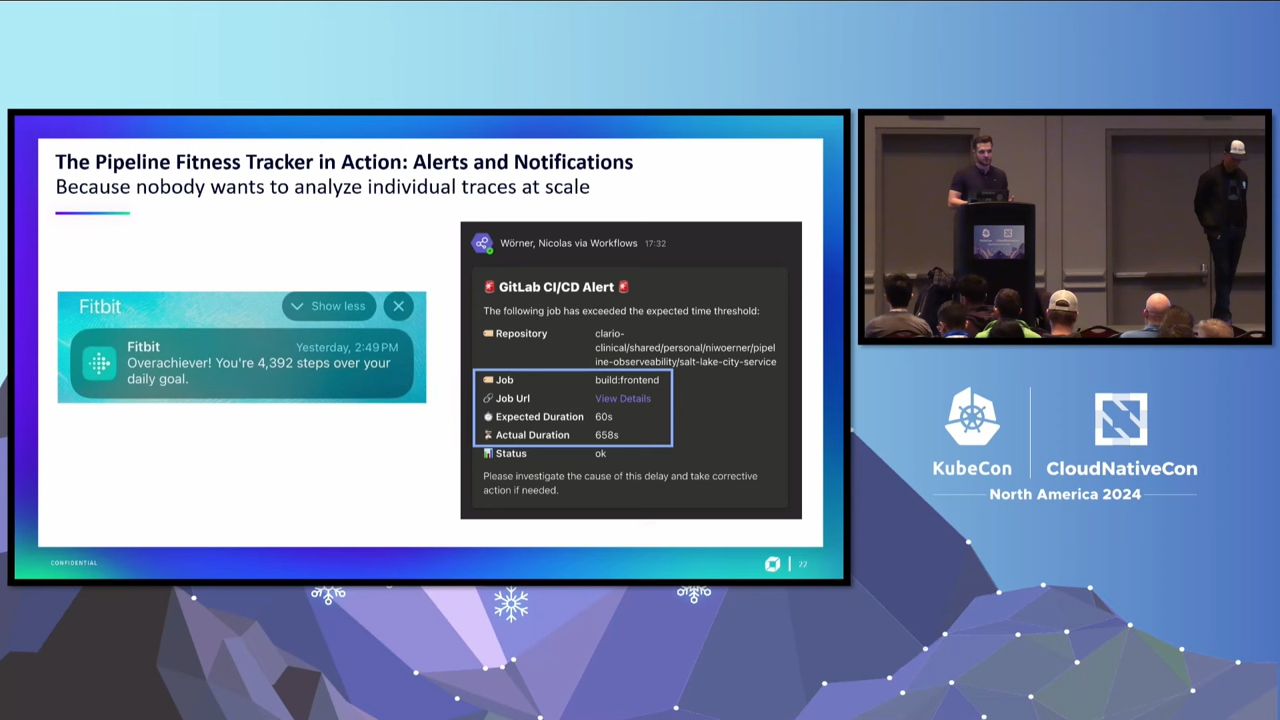 The Pipeline Fitness Tracker in Action: Alerts and Notifications
Because nobody wants to analyze individual traces at scale
Fitbit
Show less
Fitbit
Yesterday, 2:49 PM
Overachiever! You're 4,392 steps over your
daily goal.
Wörner, Nicolas via Workflows 17:32
🚨 GitLab CI/CD Alert 🚨
The following job has exceeded the expected time threshold:
Repository
clario-
clinical/shared/personal/niwoerner/pipel
ine-observability/salt-lake-city-service
Job build:frontend
Job Url View Details
Expected Duration 60s
Actual Duration 658s
Status ok
Please investigate the cause of this delay and take corrective
action if needed.
CONFIDENTIAL
22
KubeCon
CloudNativeCon
North America 2024